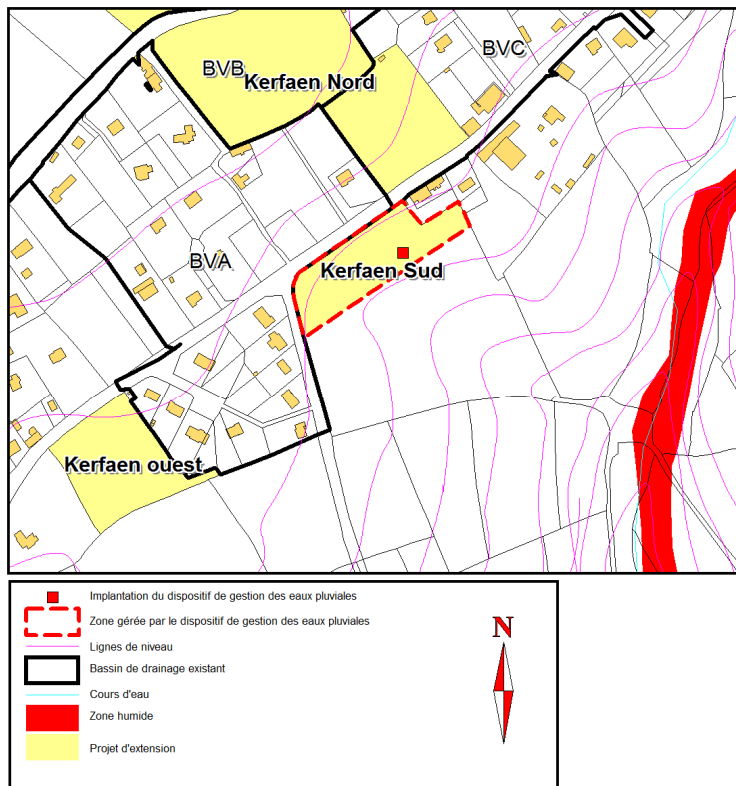 BVC
BVB
Kerfaen Nord
BVA
Kerfaen Sud
Kerfaen ouest
Implantation du dispositif de gestion des eaux pluviales
Zone gérée par le dispositif de gestion des eaux pluviales
N
Lignes de niveau
Bassin de drainage existant
Cours d'eau
Zone humide
Projet d'extension